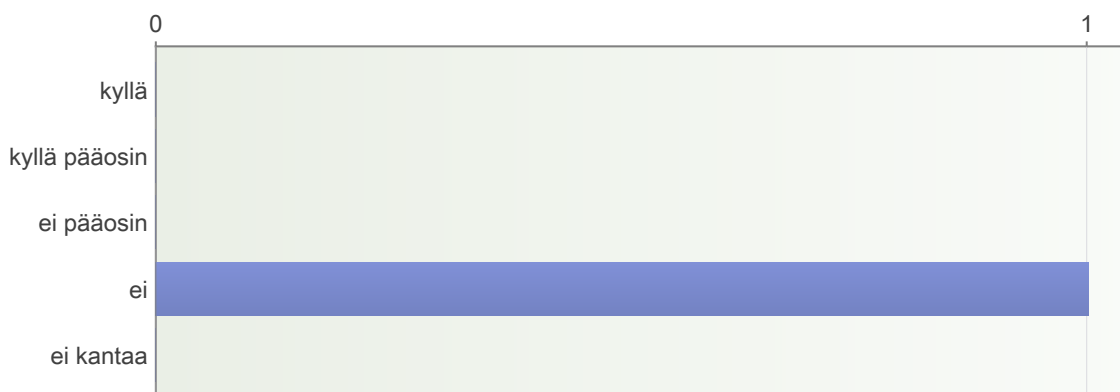 0 1
kyllä
kyllä pääosin
ei pääosin
ei
ei kantaa